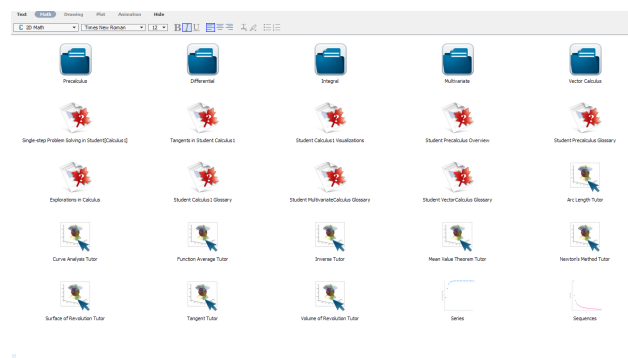 Text Math Drawing Plot Animation Hide
2D Math Times New Roman 12 B I U
Precalculus Differential Integral Multivariate Vector Calculus
Single-step Problem Solving in Student[Calculus1] Tangents in Student Calculus1 Student Calculus1 Visualizations Student Precalculus Overview Student Precalculus Glossary
Explorations in Calculus Student Calculus1 Glossary Student MultivariateCalculus Glossary Student VectorCalculus Glossary Arc Length Tutor
Curve Analysis Tutor Function Average Tutor Inverse Tutor Mean Value Theorem Tutor Newton's Method Tutor
Surface of Revolution Tutor Tangent Tutor Volume of Revolution Tutor Series Sequences